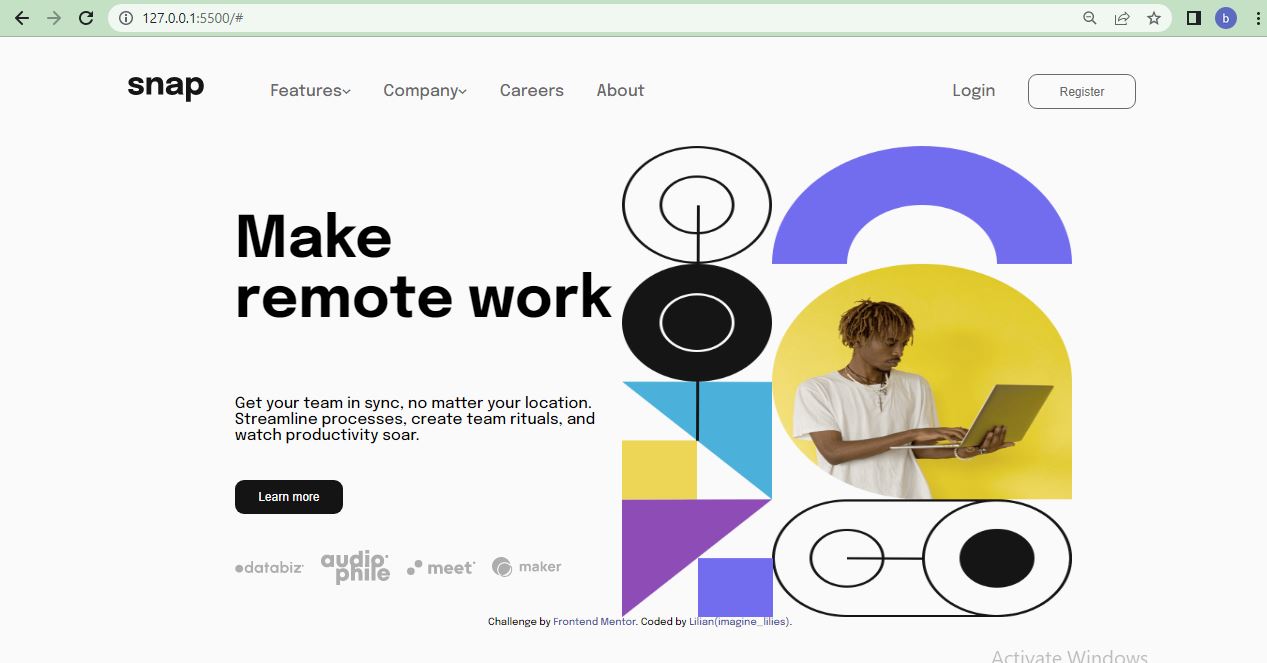 127.0.0.1:5500/#
b
snap
Features
Company
Careers
About
Login
Register
Make
remote work
Get your team in sync, no matter your location.
Streamline processes, create team rituals, and
watch productivity soar.
Learn more
databiz
audio
phile
meet
maker
Challenge by Frontend Mentor. Coded by Lilian(imagine_lilies).
Activate Windows